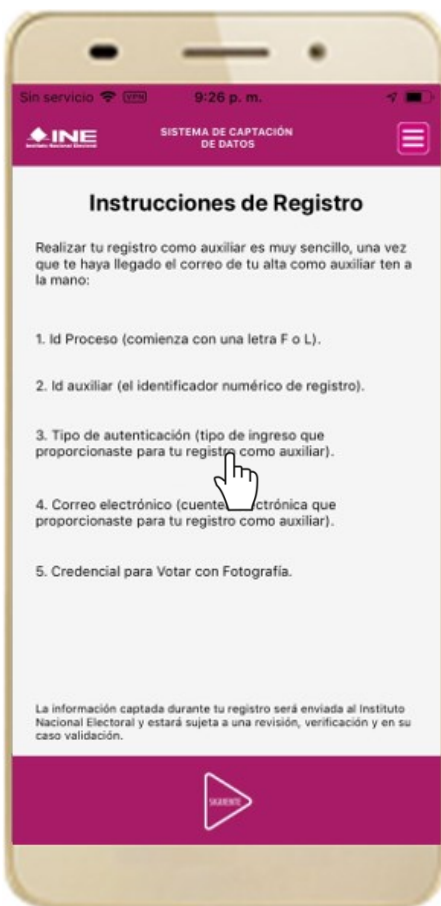 Sin servicio VPN 9:26 p. m.
INE
Instituto Nacional Electoral
SISTEMA DE CAPTACIÓN
DE DATOS
Instrucciones de Registro
Realizar tu registro como auxiliar es muy sencillo, una vez
que te haya llegado el correo de tu alta como auxiliar ten a
la mano:
1. Id Proceso (comienza con una letra F o L).
2. Id auxiliar (el identificador numérico de registro).
3. Tipo de autenticación (tipo de ingreso que
proporcionaste para tu registro como auxiliar).
4. Correo electrónico (cuenta que
proporcionaste para tu registro como auxiliar).
5. Credencial para Votar con Fotografía.
La información captada durante tu registro será enviada al Instituto
Nacional Electoral y estará sujeta a una revisión, verificación y en su
caso validación.
SIGUIENTE